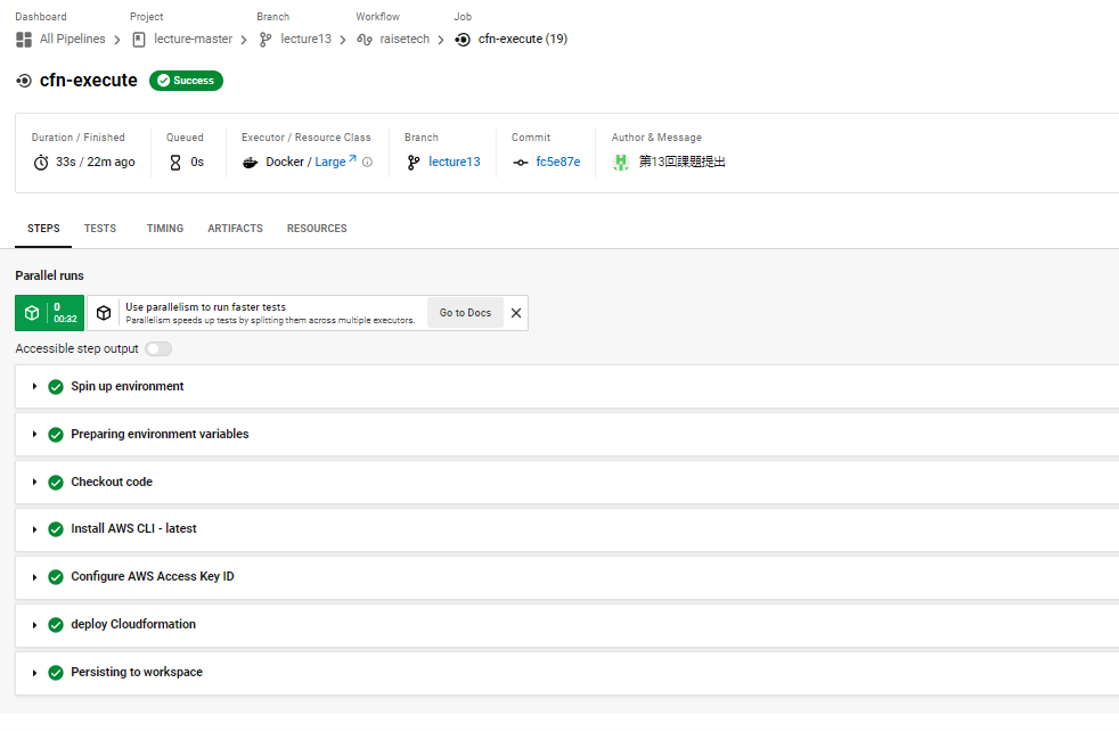 Dashboard Project Branch Workflow Job
All Pipelines lecture-master lecture13 raisetech cfn-execute (19)
cfn-execute Success
Duration / Finished Queued Executor / Resource Class Branch Commit Author & Message
33s / 22m ago 0s Docker / Large lecture13 fc5e87e 第13回課題提出
STEPS TESTS TIMING ARTIFACTS RESOURCES
Parallel runs
0
00:32
Use parallelism to run faster tests
Parallelism speeds up tests by splitting them across multiple executors.
Go to Docs
Accessible step output
Spin up environment
Preparing environment variables
Checkout code
Install AWS CLI - latest
Configure AWS Access Key ID
deploy Cloudformation
Persisting to workspace